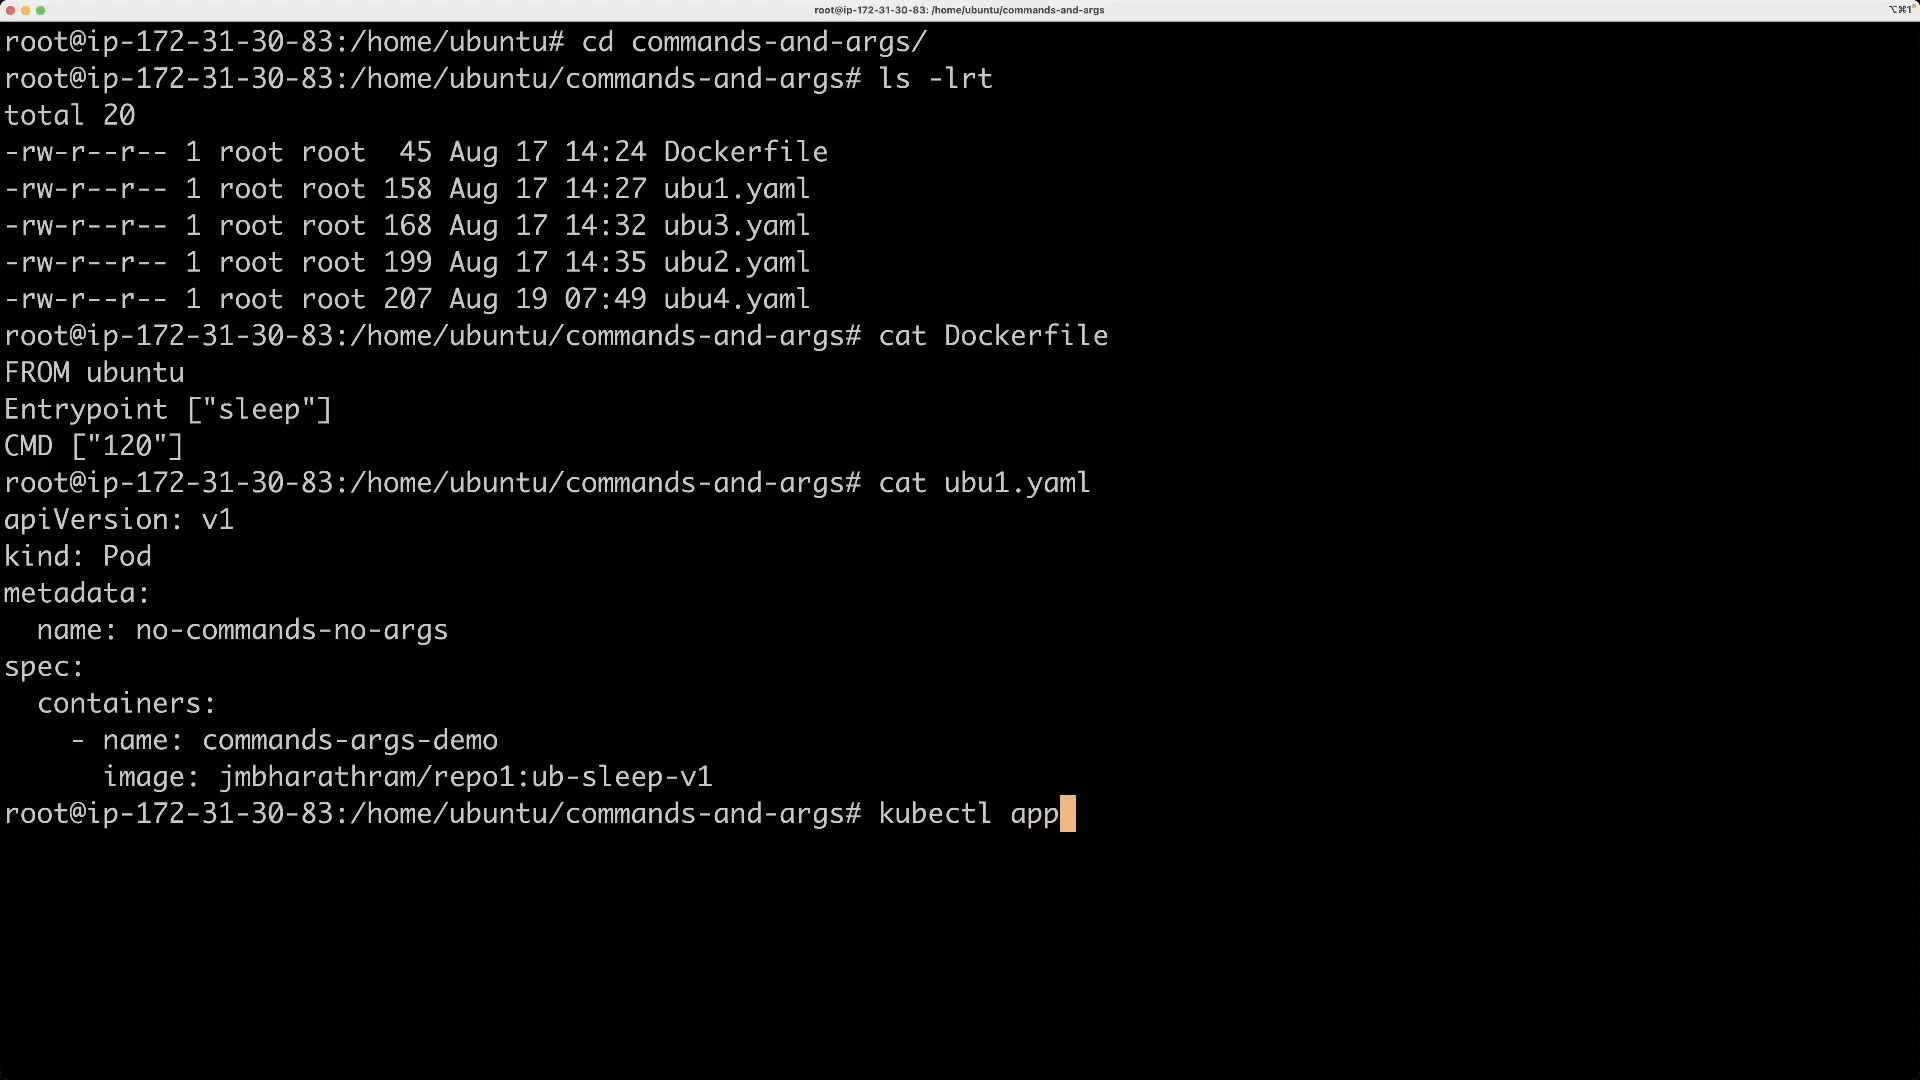 root@ip-172-31-30-83: /home/ubuntu/commands-and-args
⌥⌘1
root@ip-172-31-30-83:/home/ubuntu# cd commands-and-args/
root@ip-172-31-30-83:/home/ubuntu/commands-and-args# ls -lrt
total 20
-rw-r--r-- 1 root root  45 Aug 17 14:24 Dockerfile
-rw-r--r-- 1 root root 158 Aug 17 14:27 ubu1.yaml
-rw-r--r-- 1 root root 168 Aug 17 14:32 ubu3.yaml
-rw-r--r-- 1 root root 199 Aug 17 14:35 ubu2.yaml
-rw-r--r-- 1 root root 207 Aug 19 07:49 ubu4.yaml
root@ip-172-31-30-83:/home/ubuntu/commands-and-args# cat Dockerfile
FROM ubuntu
Entrypoint ["sleep"]
CMD ["120"]
root@ip-172-31-30-83:/home/ubuntu/commands-and-args# cat ubu1.yaml
apiVersion: v1
kind: Pod
metadata:
  name: no-commands-no-args
spec:
  containers:
    - name: commands-args-demo
      image: jmbharathram/repo1:ub-sleep-v1
root@ip-172-31-30-83:/home/ubuntu/commands-and-args# kubectl app